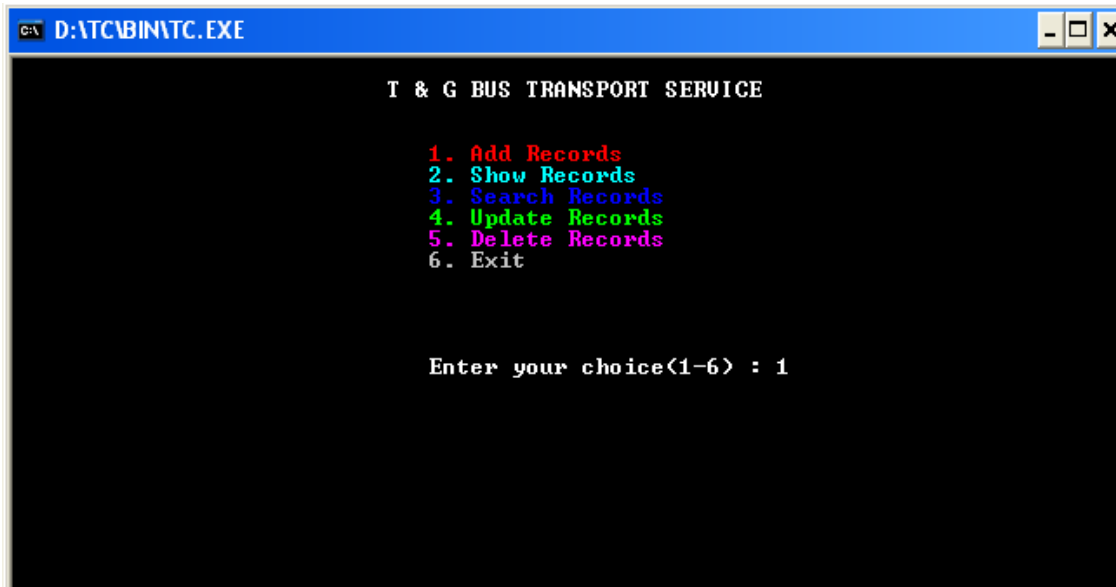 D:\TC\BIN\TC.EXE
T & G BUS TRANSPORT SERVICE
1. Add Records
2. Show Records
3. Search Records
4. Update Records
5. Delete Records
6. Exit
Enter your choice(1-6) : 1